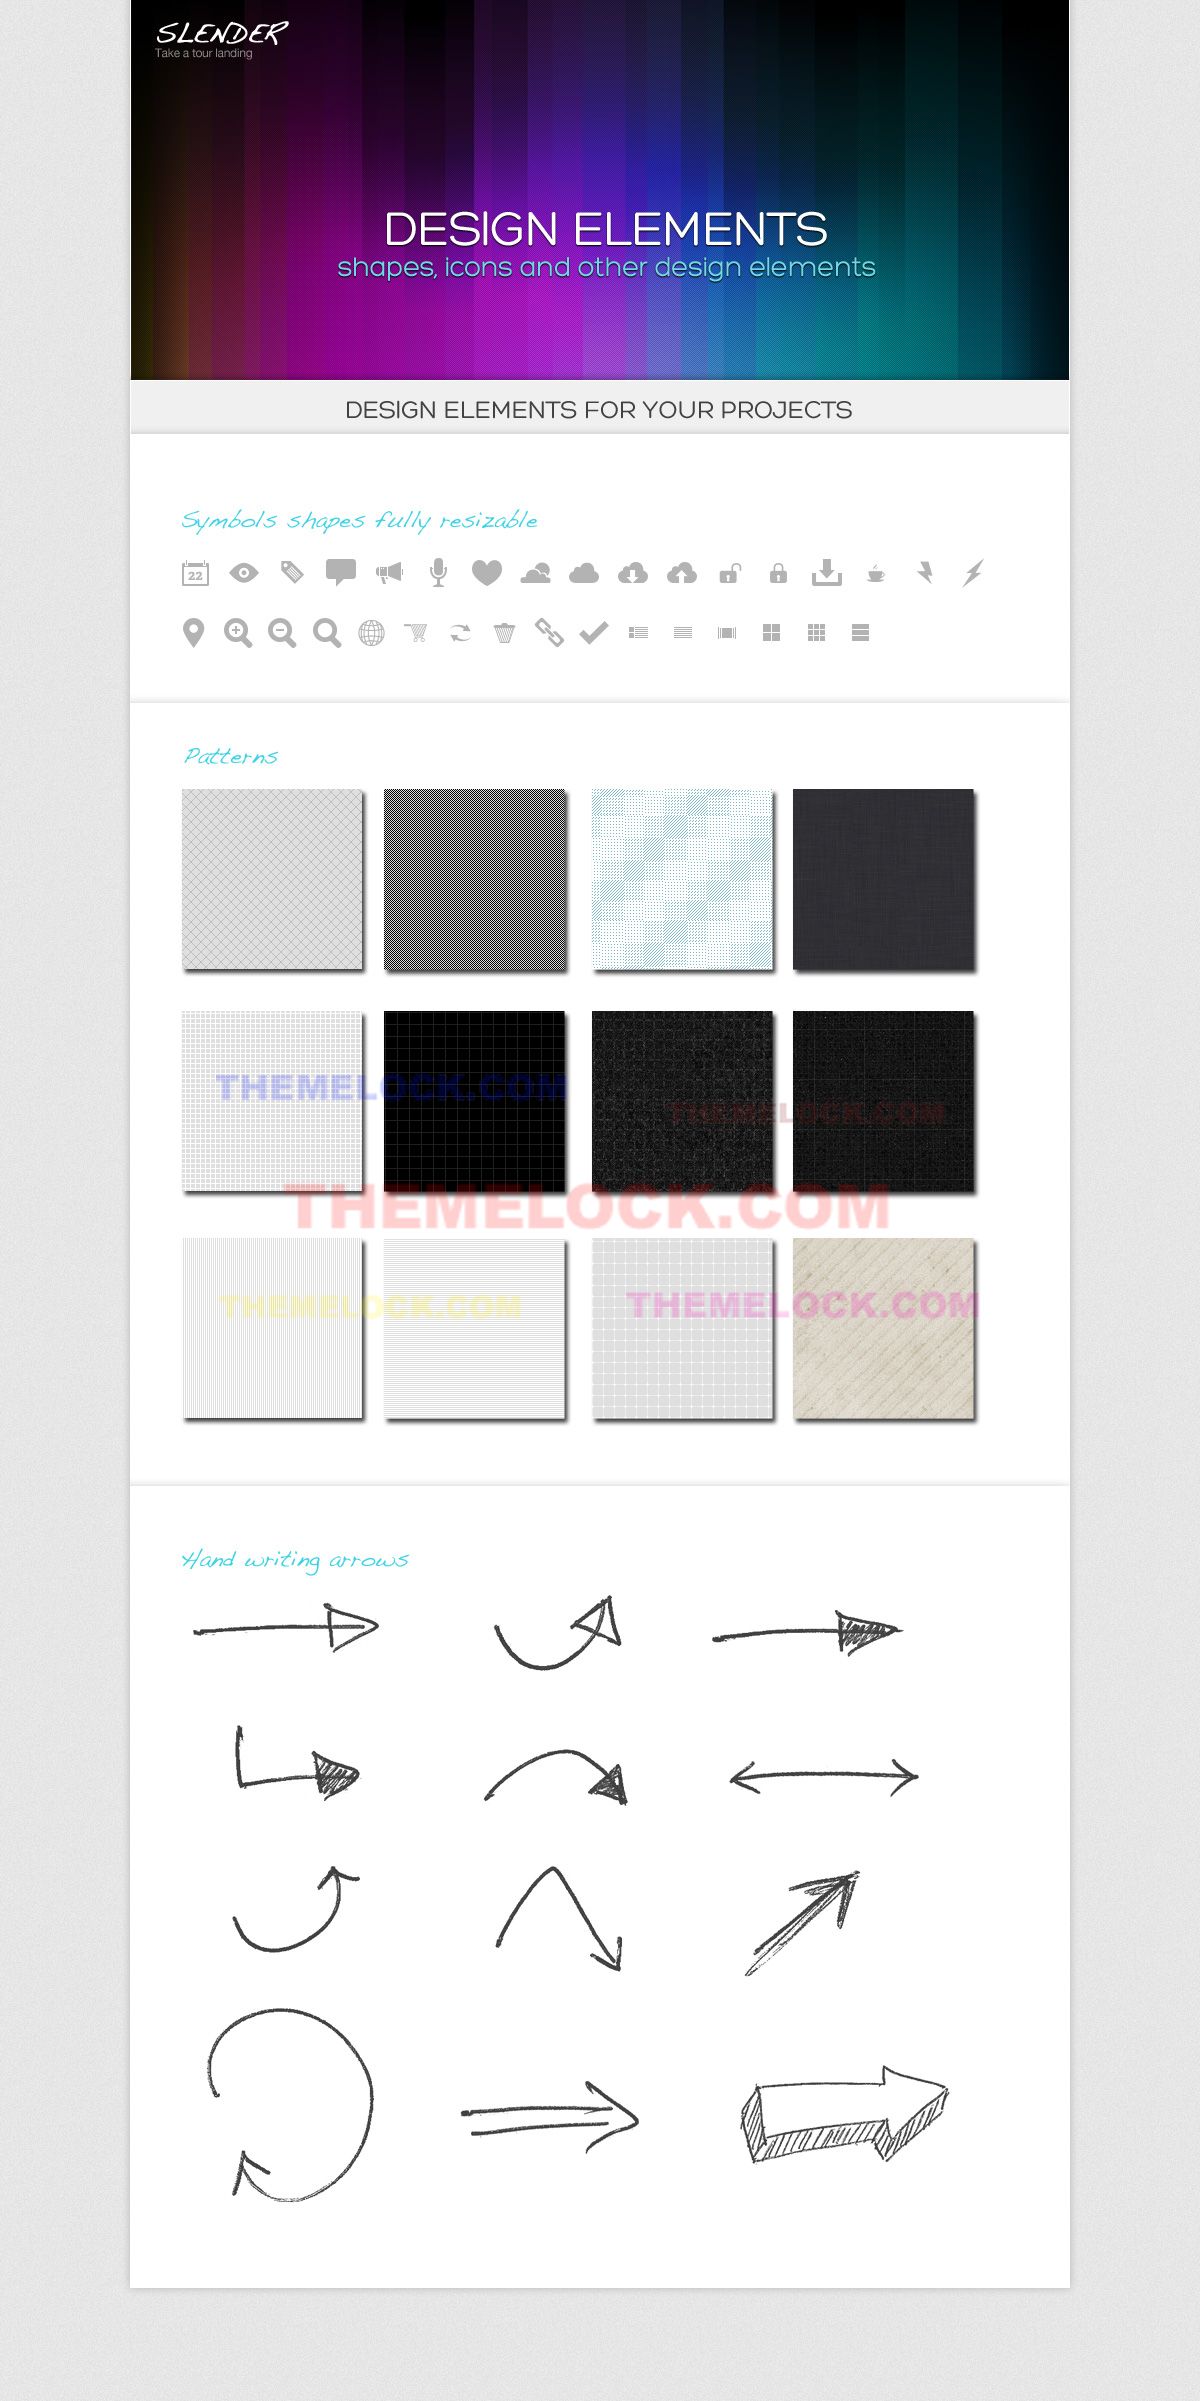 SLENDER
Take a tour landing
DESIGN ELEMENTS
shapes, icons and other design elements
DESIGN ELEMENTS FOR YOUR PROJECTS
Symbols shapes fully resizable
22
Patterns
THEMELOCK.COM
THEMELOCK.COM
THEMELOCK.COM
THEMELOCK.COM
THEMELOCK.COM
Hand writing arrows